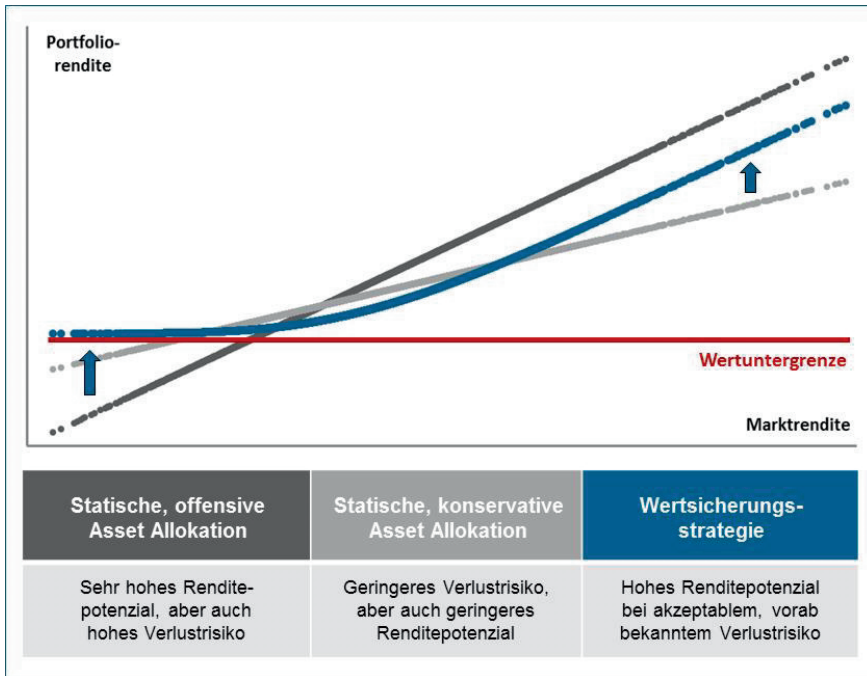 Portfolio-
rendite
Wertuntergrenze
Marktrendite
Statische, offensive
Asset Allokation
Statische, konservative
Asset Allokation
Wertsicherungs-
strategie
Sehr hohes Rendite-
potenzial, aber auch
hohes Verlustrisiko
Geringeres Verlustrisiko,
aber auch geringeres
Renditepotenzial
Hohes Renditepotenzial
bei akzeptablem, vorab
bekanntem Verlustrisiko